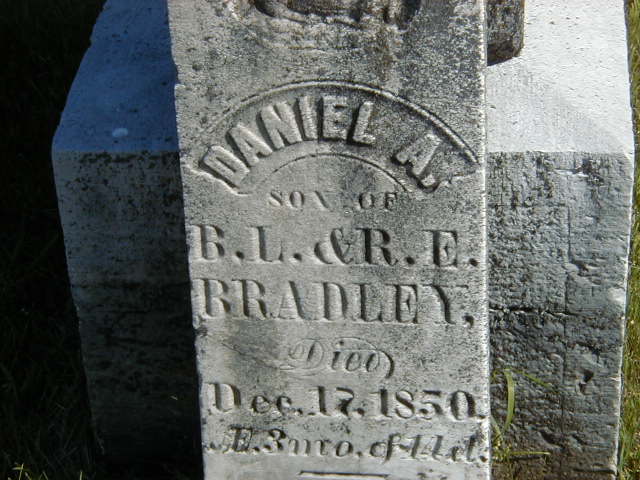 DANIEL A.
SON OF
B. L. & R. E.
BRADLEY,
Died
Dec. 17. 1850.
Æ. 3 mo. & 11 d.